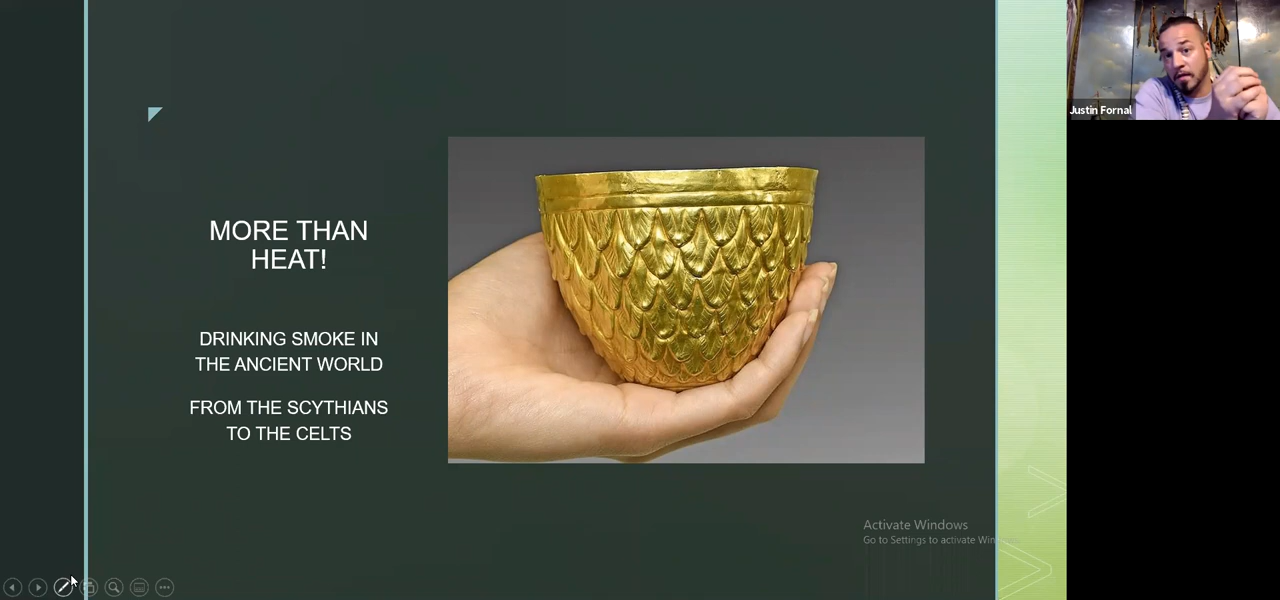 MORE THAN
HEAT!
DRINKING SMOKE IN
THE ANCIENT WORLD
FROM THE SCYTHIANS
TO THE CELTS
Justin Fornal
Activate Windows
Go to Settings to activate